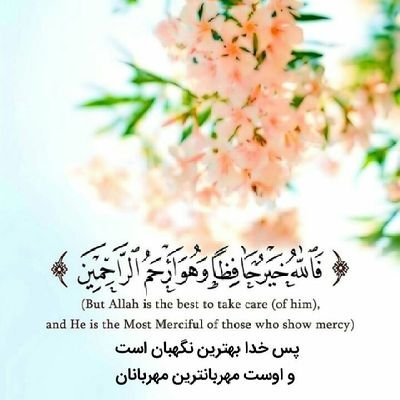 ﴿ فَٱللَّهُ خَيْرٌ حَافِظًا وَهُوَ أَرْحَمُ الرَّاحِمِينَ ﴾
(But Allah is the best to take care (of him),
and He is the Most Merciful of those who show mercy)
پس خدا بهترین نگهبان است
و اوست مهربانترین مهربانان